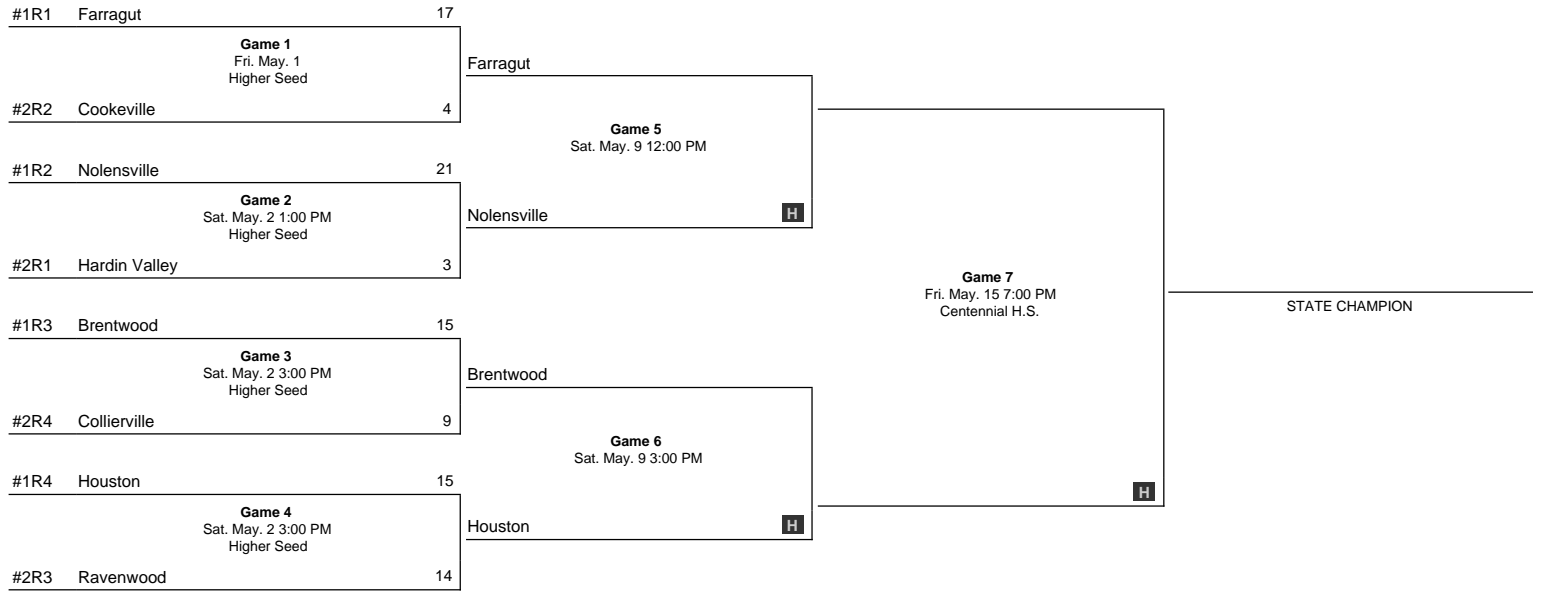 #1R1 Farragut 17
Game 1
Fri. May. 1
Higher Seed
#2R2 Cookeville 4
#1R2 Nolensville 21
Game 2
Sat. May. 2 1:00 PM
Higher Seed
#2R1 Hardin Valley 3
#1R3 Brentwood 15
Game 3
Sat. May. 2 3:00 PM
Higher Seed
#2R4 Collierville 9
#1R4 Houston 15
Game 4
Sat. May. 2 3:00 PM
Higher Seed
#2R3 Ravenwood 14
Farragut
Game 5
Sat. May. 9 12:00 PM
Nolensville H
Brentwood
Game 6
Sat. May. 9 3:00 PM
Houston H
Game 7
Fri. May. 15 7:00 PM
Centennial H.S.
H
STATE CHAMPION